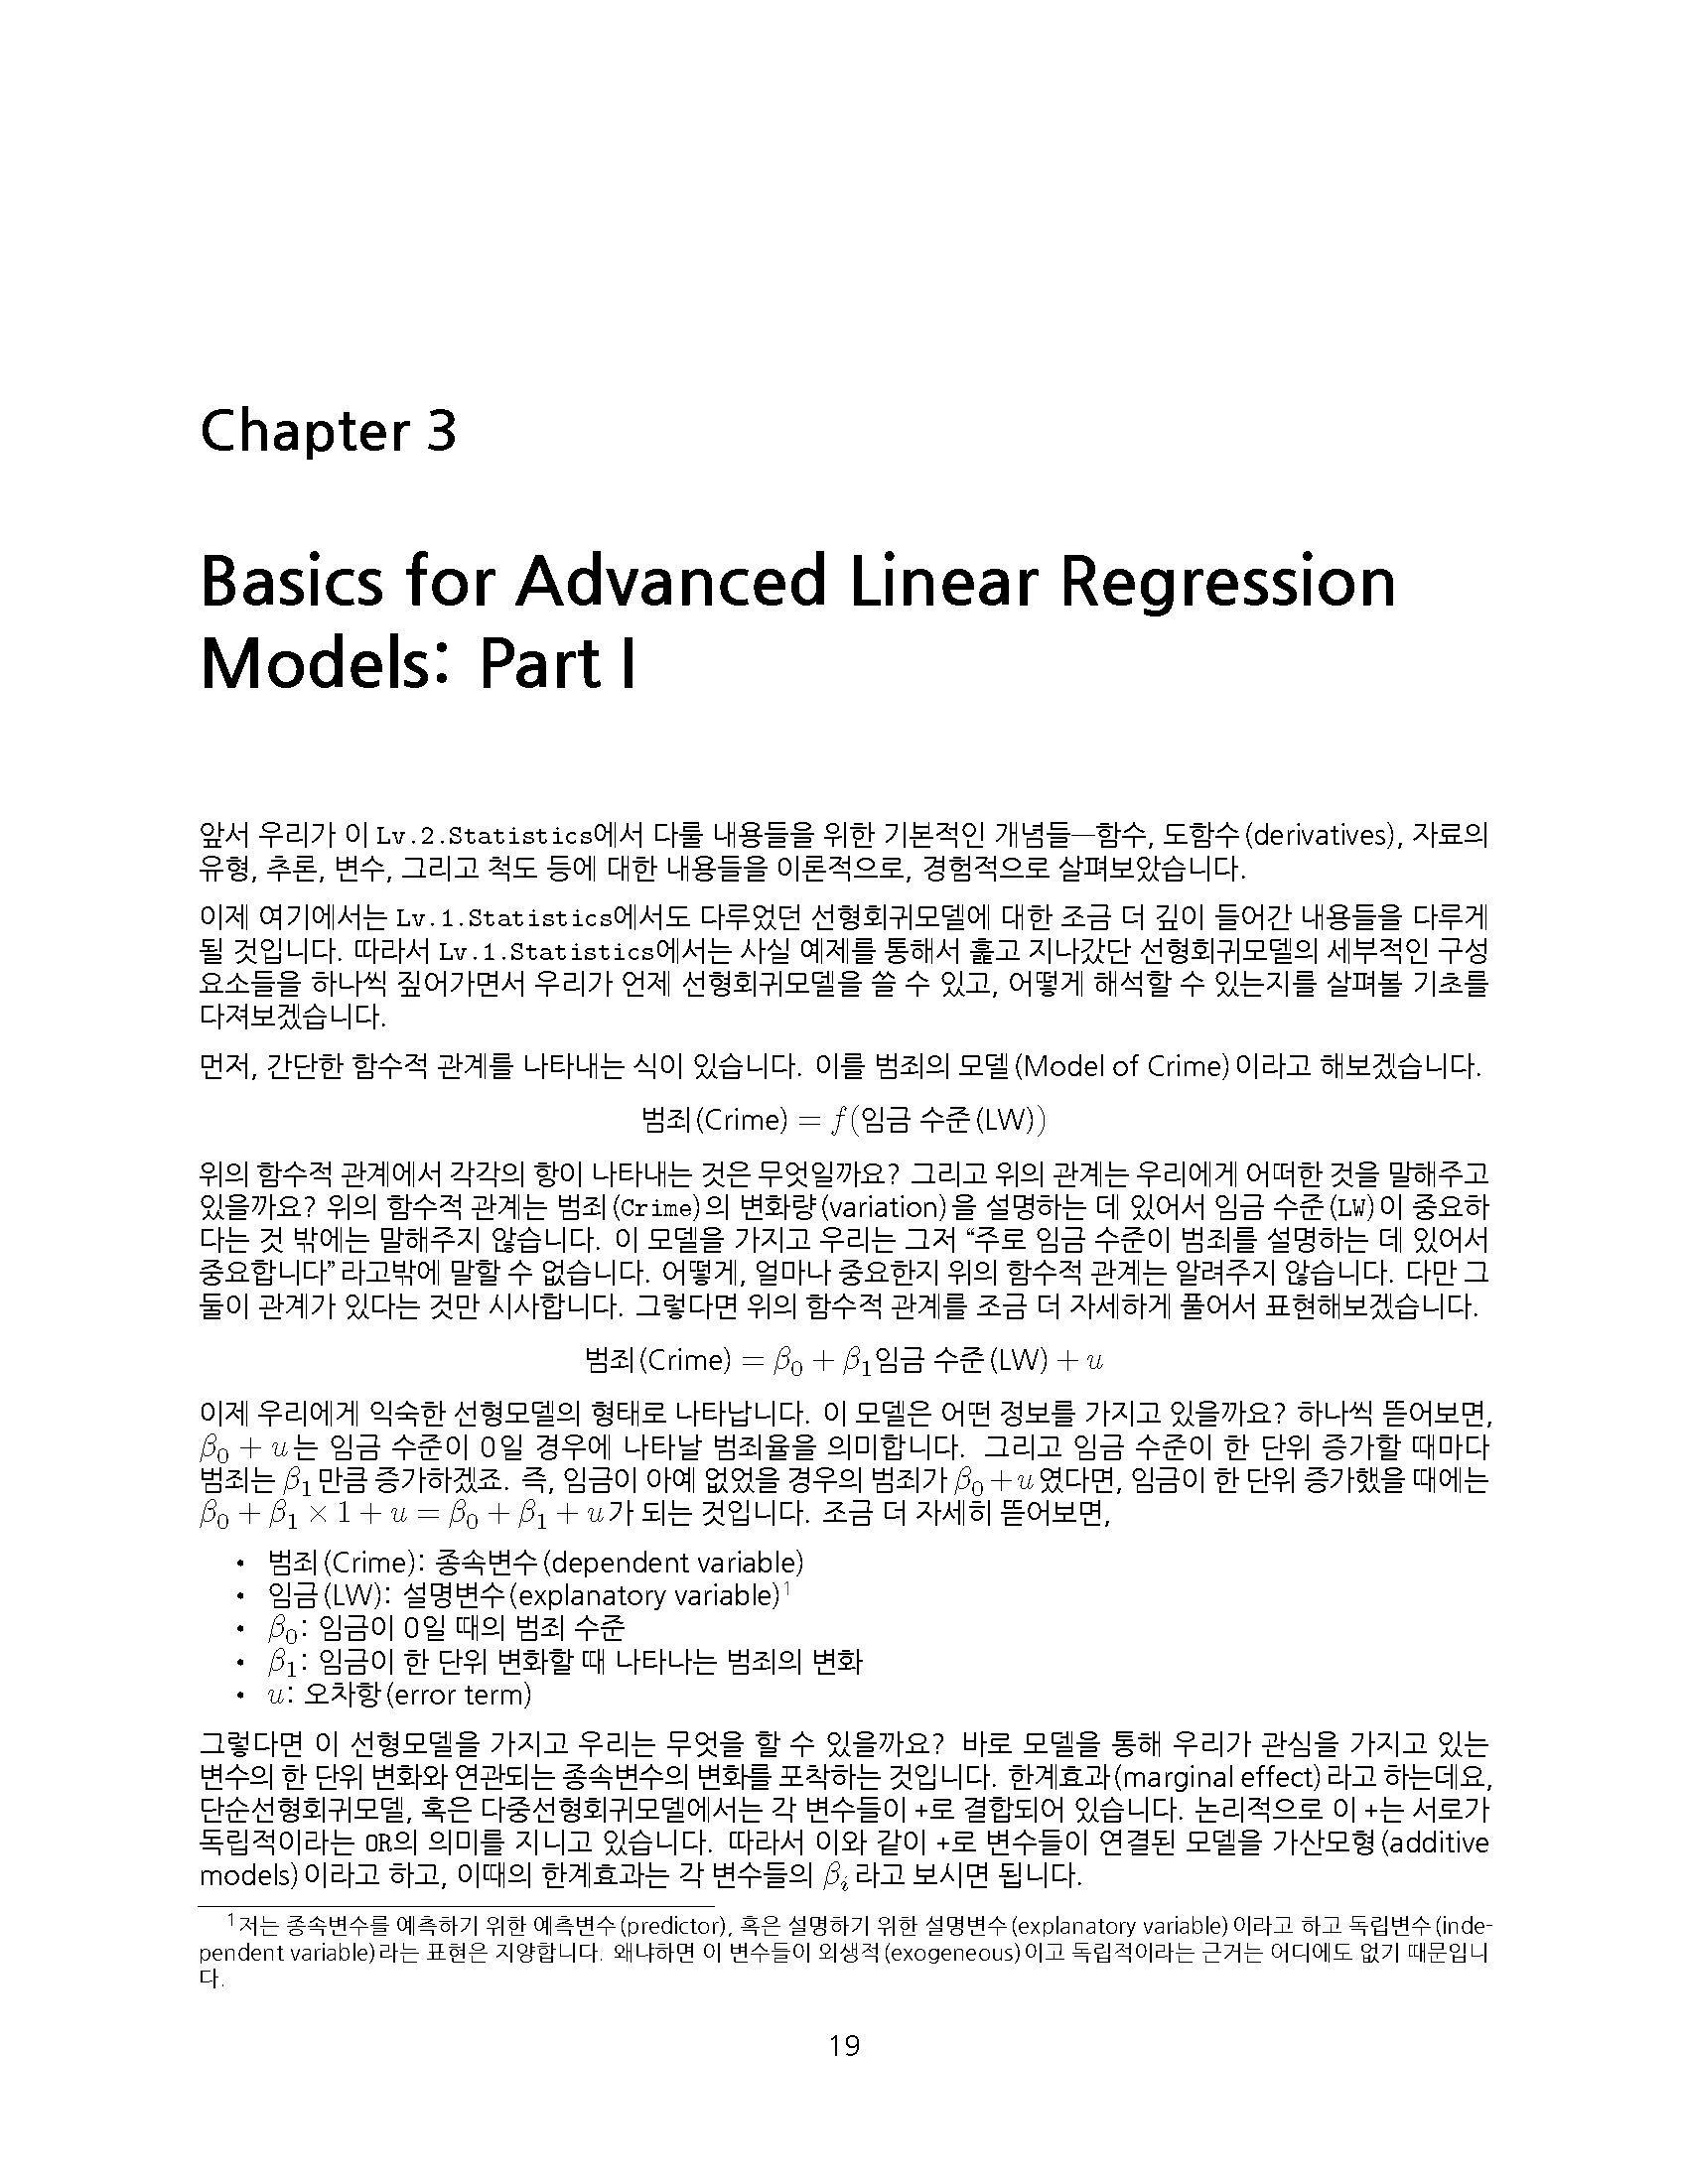 Chapter 3
Basics for Advanced Linear Regression
Models: Part I
앞서 우리가 이 Lv.2.Statistics에서 다룰 내용들을 위한 기본적인 개념들—함수, 도함수(derivatives), 자료의
유형, 추론, 변수, 그리고 척도 등에 대한 내용들을 이론적으로, 경험적으로 살펴보았습니다.
이제 여기에서는 Lv.1.Statistics에서도 다루었던 선형회귀모델에 대한 조금 더 깊이 들어간 내용들을 다루게
될 것입니다. 따라서 Lv.1.Statistics에서는 사실 예제를 통해서 훑고 지나갔단 선형회귀모델의 세부적인 구성
요소들을 하나씩 짚어가면서 우리가 언제 선형회귀모델을 쓸 수 있고, 어떻게 해석할 수 있는지를 살펴볼 기초를
다져보겠습니다.
먼저, 간단한 함수적 관계를 나타내는 식이 있습니다. 이를 범죄의 모델(Model of Crime)이라고 해보겠습니다.
범죄(Crime) = f(임금 수준(LW))
위의 함수적 관계에서 각각의 항이 나타내는 것은 무엇일까요? 그리고 위의 관계는 우리에게 어떠한 것을 말해주고
있을까요? 위의 함수적 관계는 범죄(Crime)의 변화량(variation)을 설명하는 데 있어서 임금 수준(LW)이 중요하
다는 것 밖에는 말해주지 않습니다. 이 모델을 가지고 우리는 그저 “주로 임금 수준이 범죄를 설명하는 데 있어서
중요합니다”라고밖에 말할 수 없습니다. 어떻게, 얼마나 중요한지 위의 함수적 관계는 알려주지 않습니다. 다만 그
둘이 관계가 있다는 것만 시사합니다. 그렇다면 위의 함수적 관계를 조금 더 자세하게 풀어서 표현해보겠습니다.
범죄(Crime) = β₀ + β₁임금 수준(LW) + u
이제 우리에게 익숙한 선형모델의 형태로 나타납니다. 이 모델은 어떤 정보를 가지고 있을까요? 하나씩 뜯어보면,
β₀ + u는 임금 수준이 0일 경우에 나타날 범죄율을 의미합니다. 그리고 임금 수준이 한 단위 증가할 때마다
범죄는 β₁만큼 증가하겠죠. 즉, 임금이 아예 없었을 경우의 범죄가 β₀ + u였다면, 임금이 한 단위 증가했을 때에는
β₀ + β₁ × 1 + u = β₀ + β₁ + u가 되는 것입니다. 조금 더 자세히 뜯어보면,
• 범죄(Crime): 종속변수(dependent variable)
• 임금(LW): 설명변수(explanatory variable)¹
• β₀: 임금이 0일 때의 범죄 수준
• β₁: 임금이 한 단위 변화할 때 나타나는 범죄의 변화
• u: 오차항(error term)
그렇다면 이 선형모델을 가지고 우리는 무엇을 할 수 있을까요? 바로 모델을 통해 우리가 관심을 가지고 있는
변수의 한 단위 변화와 연관되는 종속변수의 변화를 포착하는 것입니다. 한계효과(marginal effect)라고 하는데요,
단순선형회귀모델, 혹은 다중선형회귀모델에서는 각 변수들이 +로 결합되어 있습니다. 논리적으로 이 +는 서로가
독립적이라는 OR의 의미를 지니고 있습니다. 따라서 이와 같이 +로 변수들이 연결된 모델을 가산모형(additive
models)이라고 하고, 이때의 한계효과는 각 변수들의 βᵢ라고 보시면 됩니다.
¹저는 종속변수를 예측하기 위한 예측변수(predictor), 혹은 설명하기 위한 설명변수(explanatory variable)이라고 하고 독립변수(inde-
pendent variable)라는 표현은 지양합니다. 왜냐하면 이 변수들이 외생적(exogeneous)이고 독립적이라는 근거는 어디에도 없기 때문입니
다.
19